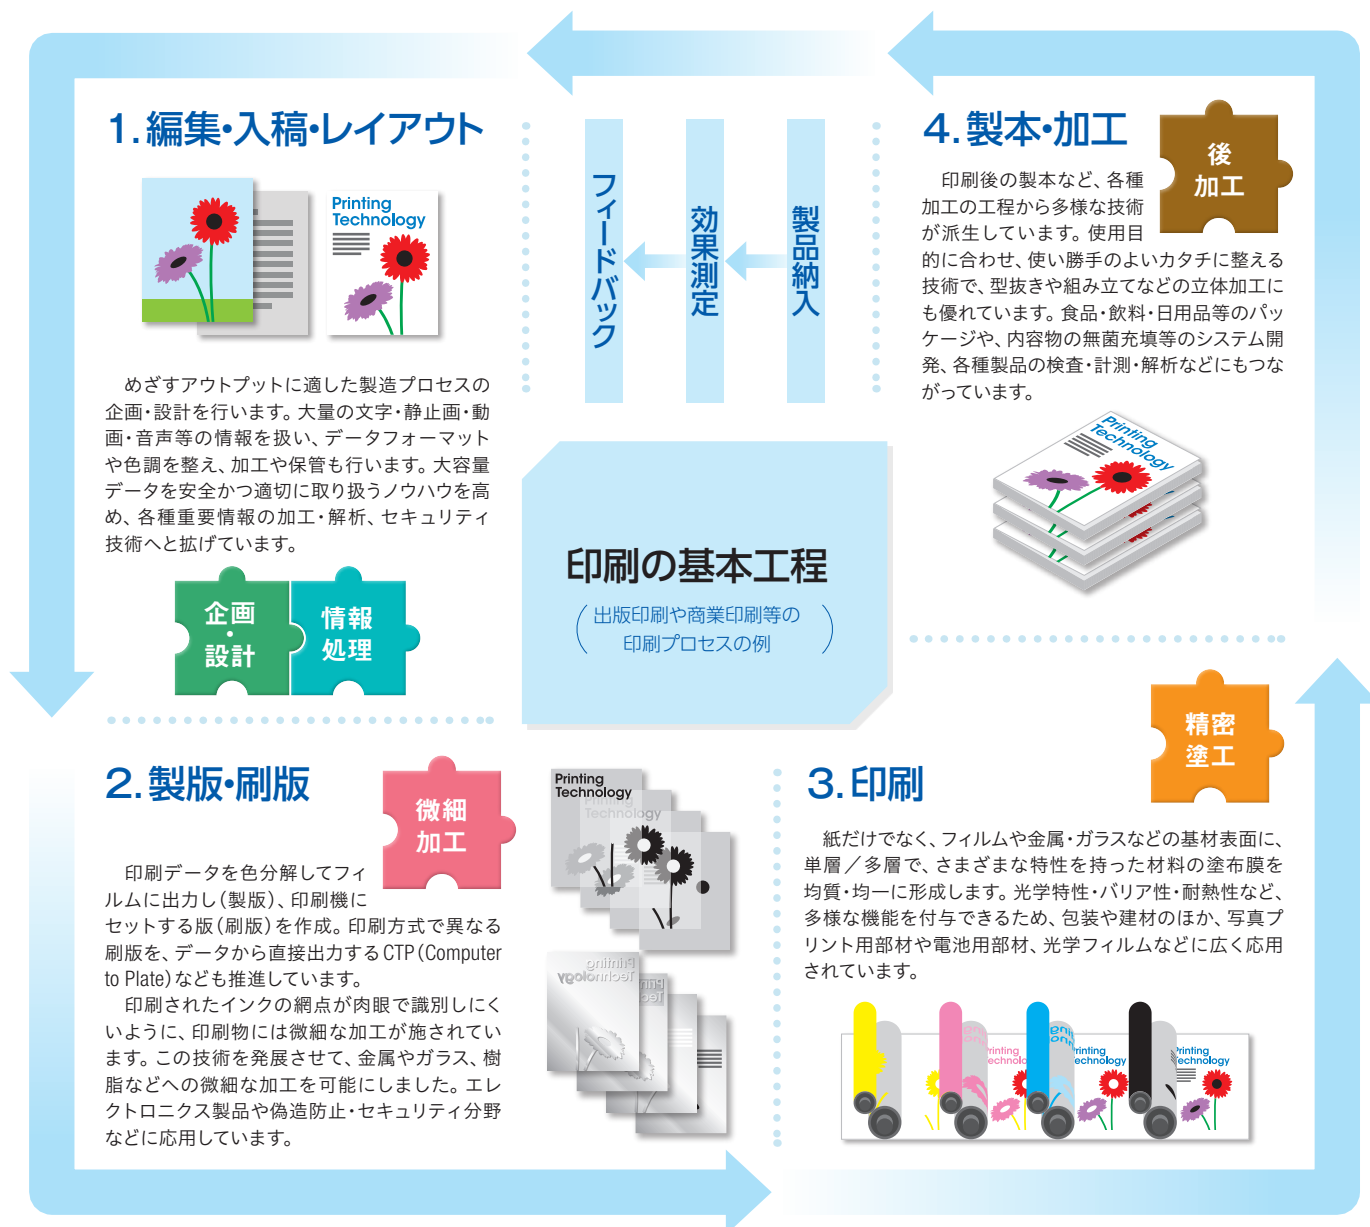 1.編集・入稿・レイアウト
Printing
Technology
めざすアウトプットに適した製造プロセスの
企画・設計を行います。大量の文字・静止画・動
画・音声等の情報を扱い、データフォーマット
や色調を整え、加工や保管も行います。大容量
データを安全かつ適切に取り扱うノウハウを高
め、各種重要情報の加工・解析、セキュリティ
技術へと拡げています。
企画
・
設計
情報
処理
2.製版・刷版
微細
加工
印刷データを色分解してフィ
ルムに出力し(製版)、印刷機に
セットする版(刷版)を作成。印刷方式で異なる
刷版を、データから直接出力するCTP(Computer
to Plate)なども推進しています。
印刷されたインクの網点が肉眼で識別しにく
いように、印刷物には微細な加工が施されてい
ます。この技術を発展させて、金属やガラス、樹
脂などへの微細な加工を可能にしました。エレ
クトロニクス製品や偽造防止・セキュリティ分野
などに応用しています。
Printing
Technology
Printing
Technology
Printing
Technology
3.印刷
精密
塗工
紙だけでなく、フィルムや金属・ガラスなどの基材表面に、
単層／多層で、さまざまな特性を持った材料の塗布膜を
均質・均一に形成します。光学特性・バリア性・耐熱性など、
多様な機能を付与できるため、包装や建材のほか、写真プ
リント用部材や電池用部材、光学フィルムなどに広く応用
されています。
Printing
Technology
Printing
Technology
Printing
Technology
4.製本・加工
後
加工
印刷後の製本など、各種
加工の工程から多様な技術
が派生しています。使用目
的に合わせ、使い勝手のよいカタチに整える
技術で、型抜きや組み立てなどの立体加工に
も優れています。食品・飲料・日用品等のパッ
ケージや、内容物の無菌充填等のシステム開
発、各種製品の検査・計測・解析などにもつな
がっています。
Printing
Technology
製品納入
効果測定
フィードバック
印刷の基本工程
(出版印刷や商業印刷等の
印刷プロセスの例)